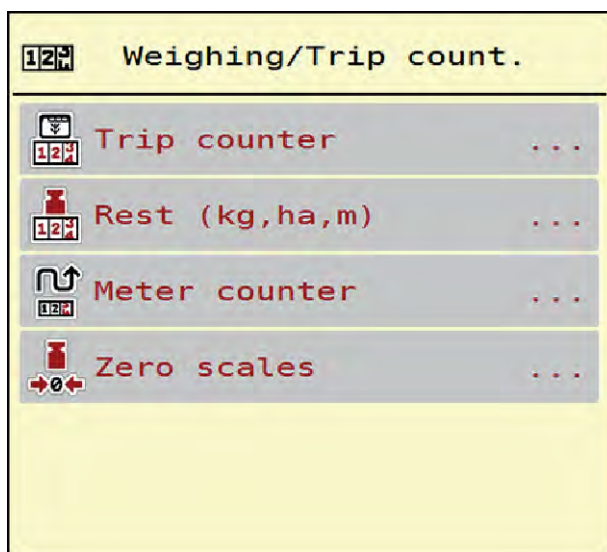 Weighing/Trip count.
Trip counter ...
Rest (kg,ha,m) ...
Meter counter ...
Zero scales ...